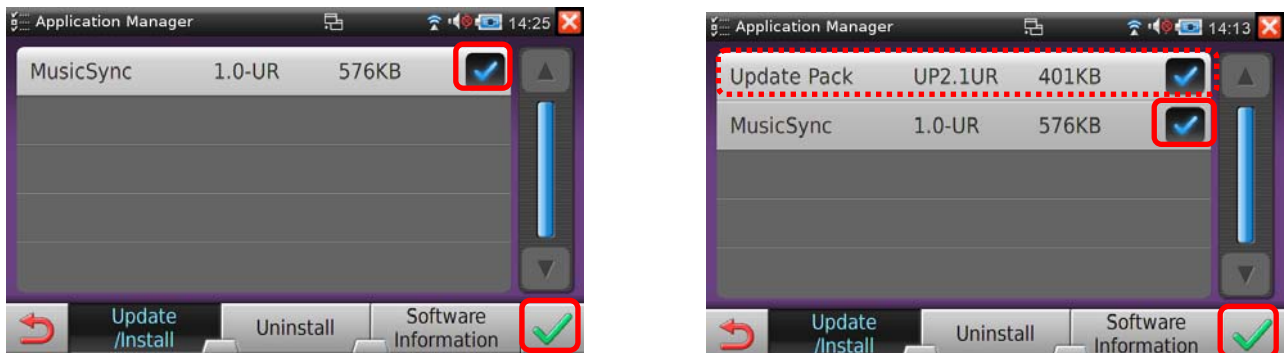 Application Manager 14:25
MusicSync 1.0-UR 576KB
Update
/Install
Uninstall
Software
Information
Application Manager 14:13
Update Pack UP2.1UR 401KB
MusicSync 1.0-UR 576KB
Update
/Install
Uninstall
Software
Information